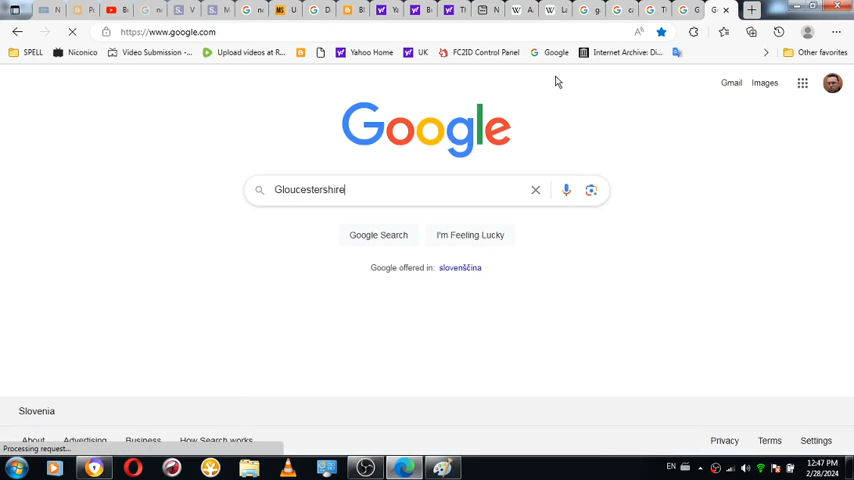 https://www.google.com
SPELL
Niconico
Video Submission -...
Upload videos at R...
Yahoo Home
UK
FC2ID Control Panel
Google
Internet Archive: Di...
Other favorites
Gmail
Images
Google
Gloucestershire
Google Search
I'm Feeling Lucky
Google offered in: slovenščina
Slovenia
About
Advertising
Business
How Search works
Privacy
Terms
Settings
Processing request...
EN
12:47 PM
2/28/2024